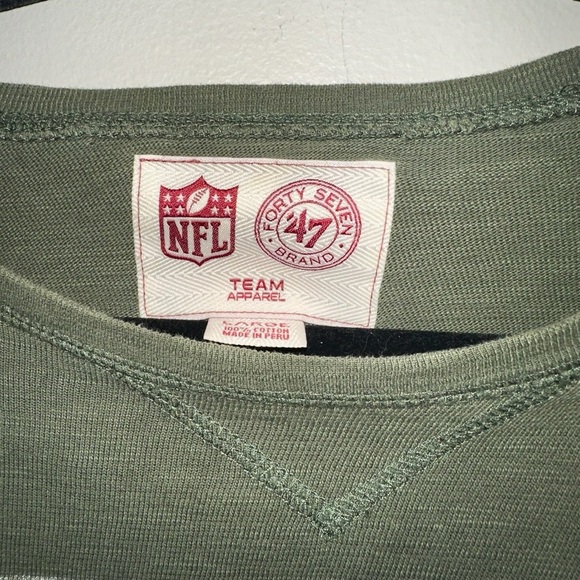 NFL
FORTY SEVEN
'47
BRAND
TEAM
APPAREL
LARGE
100% COTTON
MADE IN PERU